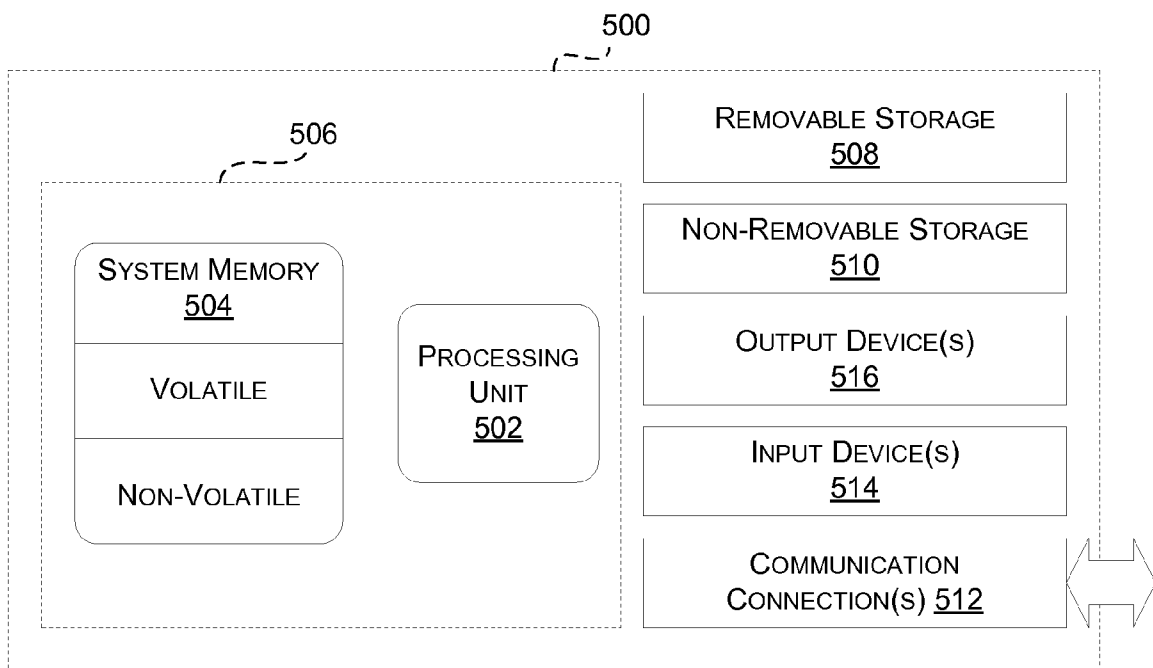 500
506
SYSTEM MEMORY
504
VOLATILE
NON-VOLATILE
PROCESSING
UNIT
502
REMOVABLE STORAGE
508
NON-REMOVABLE STORAGE
510
OUTPUT DEVICE(S)
516
INPUT DEVICE(S)
514
COMMUNICATION
CONNECTION(S) 512